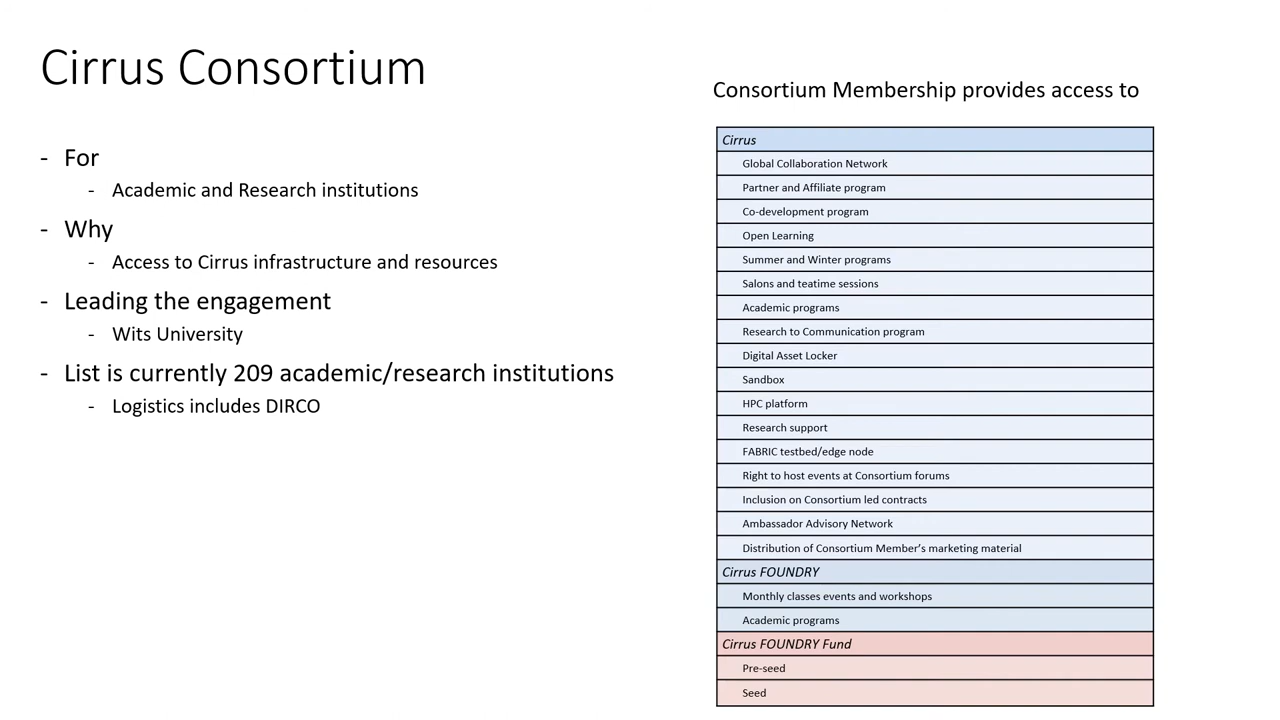 Cirrus Consortium
- For
- Academic and Research institutions
- Why
- Access to Cirrus infrastructure and resources
- Leading the engagement
- Wits University
- List is currently 209 academic/research institutions
- Logistics includes DIRCO
Consortium Membership provides access to
Cirrus
Global Collaboration Network
Partner and Affiliate program
Co-development program
Open Learning
Summer and Winter programs
Salons and teatime sessions
Academic programs
Research to Communication program
Digital Asset Locker
Sandbox
HPC platform
Research support
FABRIC testbed/edge node
Right to host events at Consortium forums
Inclusion on Consortium led contracts
Ambassador Advisory Network
Distribution of Consortium Member’s marketing material
Cirrus FOUNDRY
Monthly classes events and workshops
Academic programs
Cirrus FOUNDRY Fund
Pre-seed
Seed